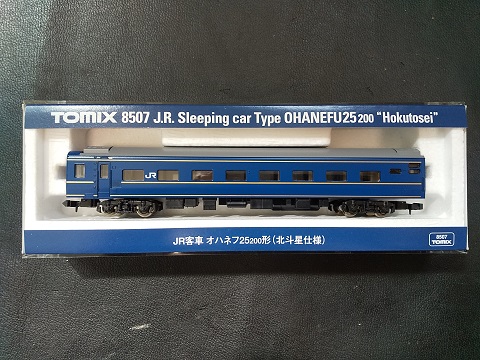 TOMIX 8507 J.R. Sleeping car Type OHANEFU25 200 "Hokutosei"
JR
JR客車 オハネフ25200形(北斗星仕様)
8507
TOMIX